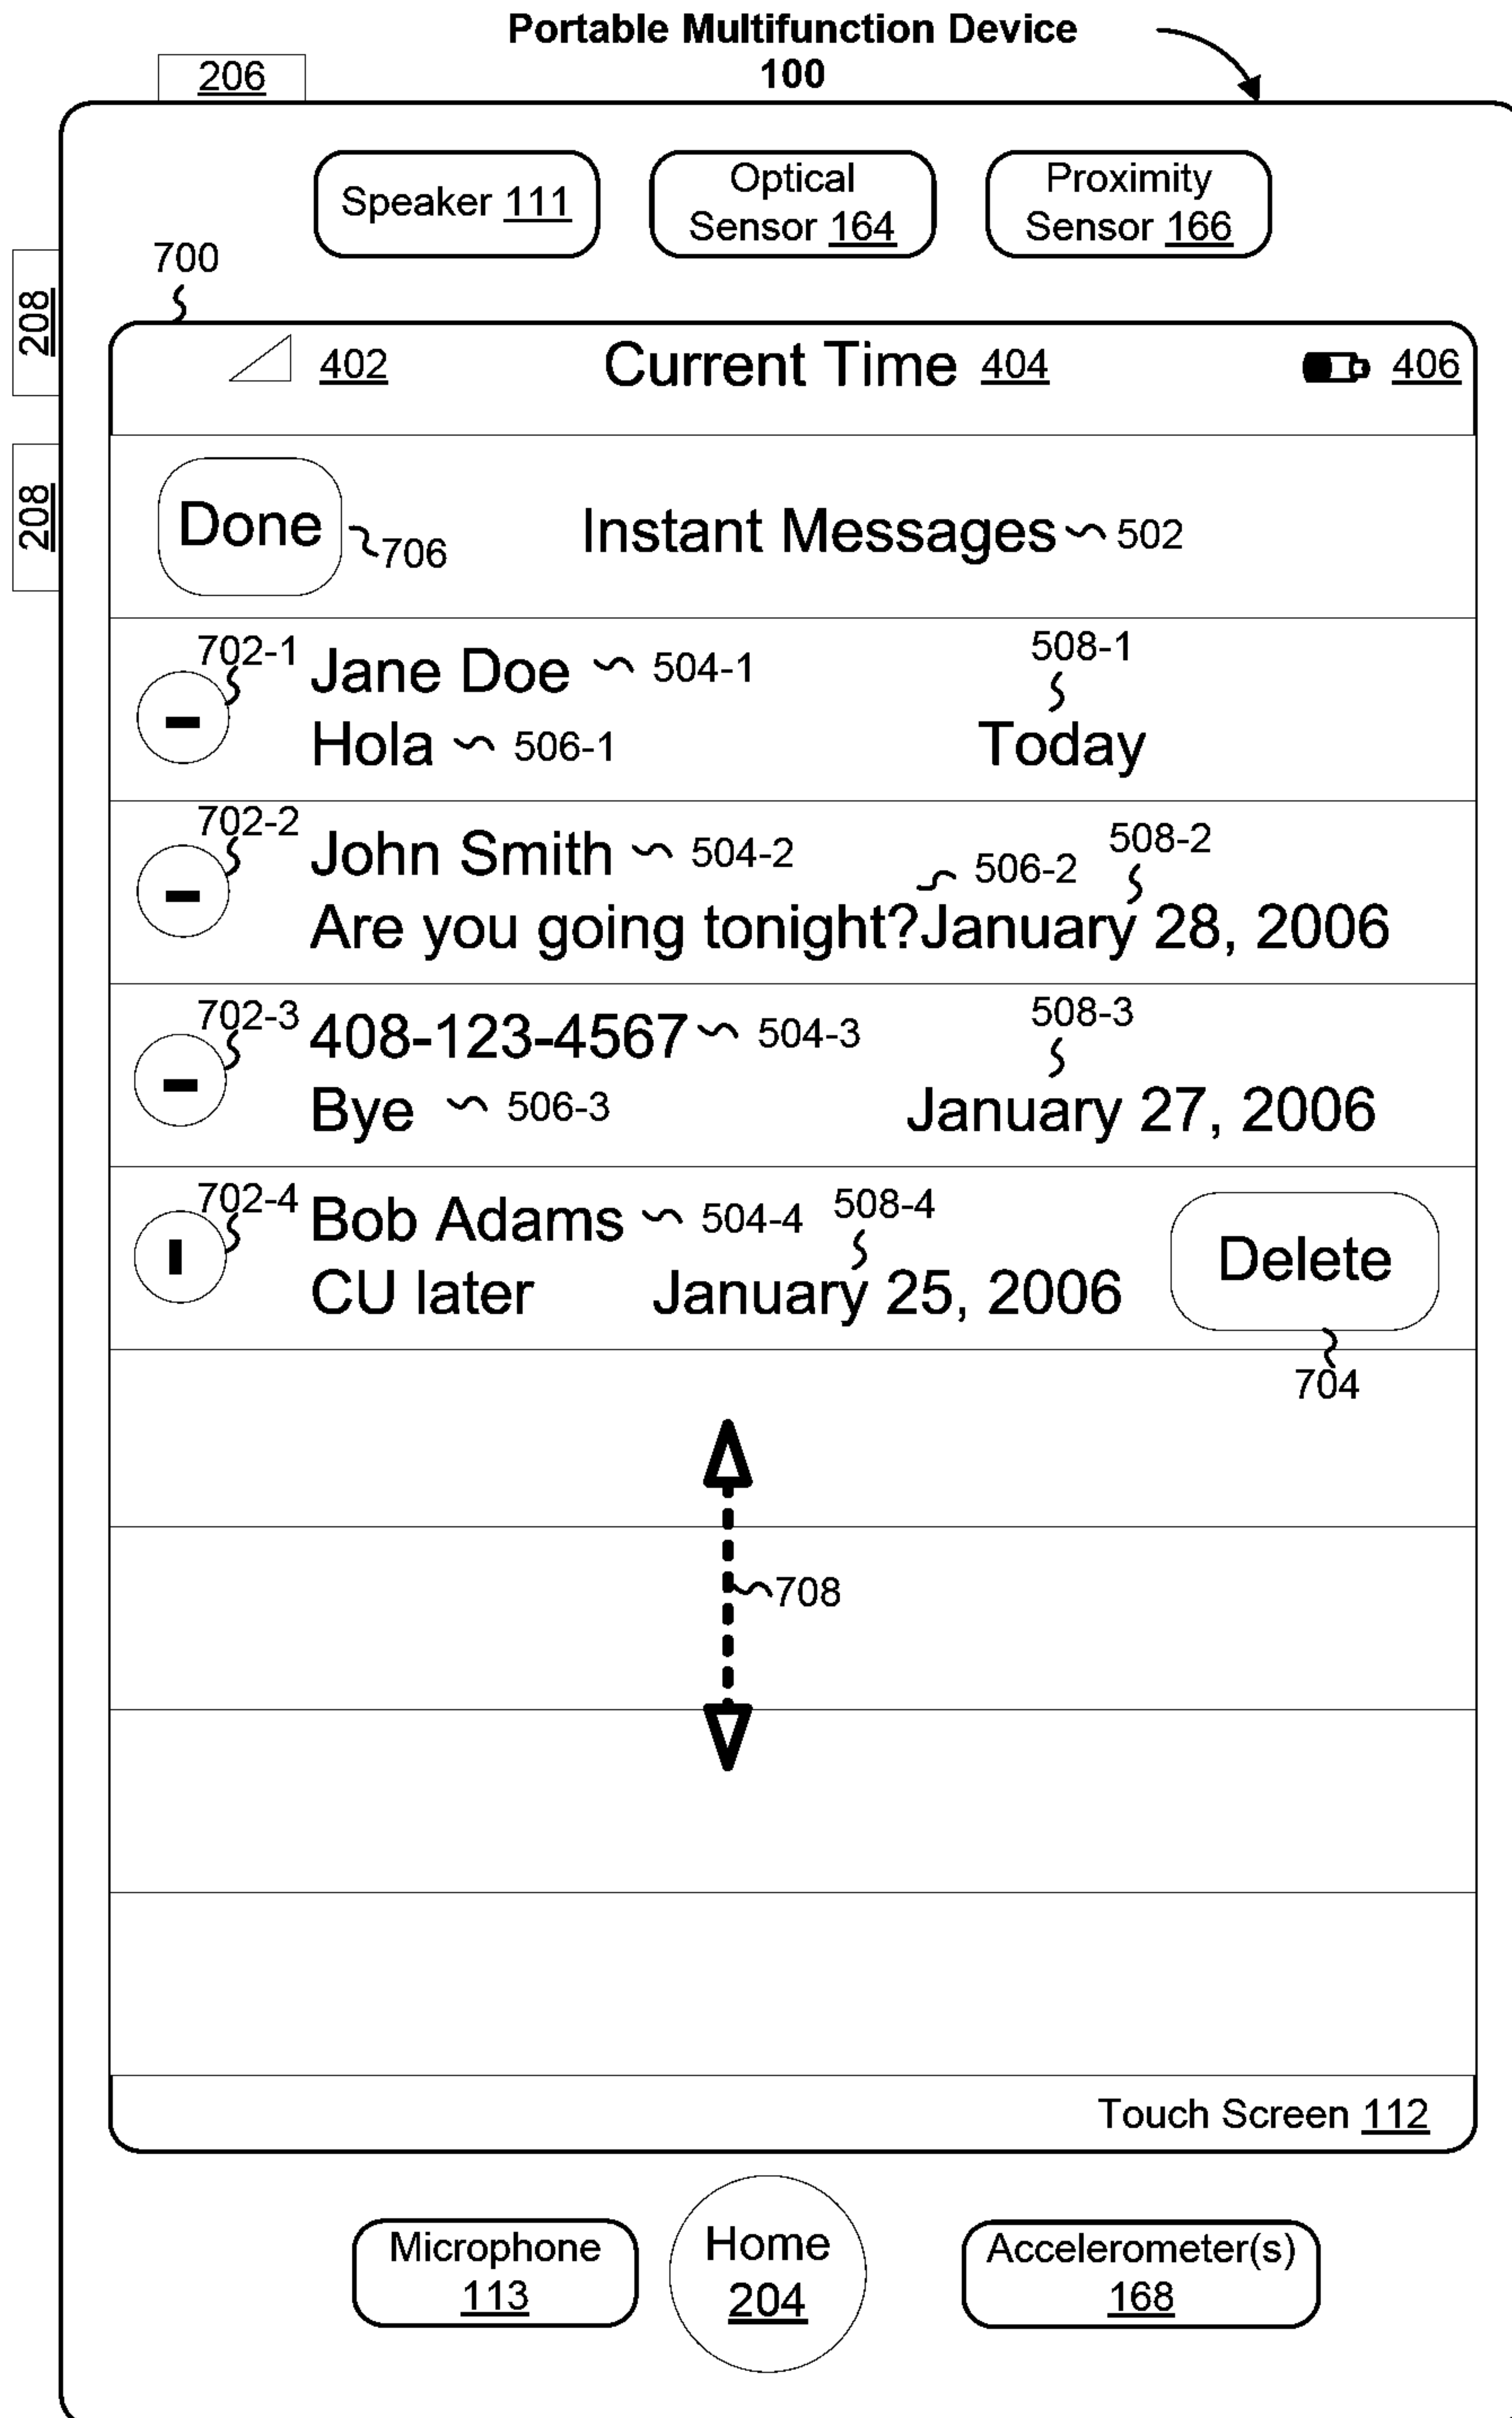 Portable Multifunction Device
100
206
Speaker 111
Optical
Sensor 164
Proximity
Sensor 166
208
700
402 Current Time 404 406
208
Done 706 Instant Messages 502
702-1 Jane Doe 504-1 508-1
Hola 506-1 Today
702-2 John Smith 504-2 506-2 508-2
Are you going tonight? January 28, 2006
702-3 408-123-4567 504-3 508-3
Bye 506-3 January 27, 2006
702-4 Bob Adams 504-4 508-4
CU later January 25, 2006
Delete
704
708
Touch Screen 112
Microphone
113
Home
204
Accelerometer(s)
168